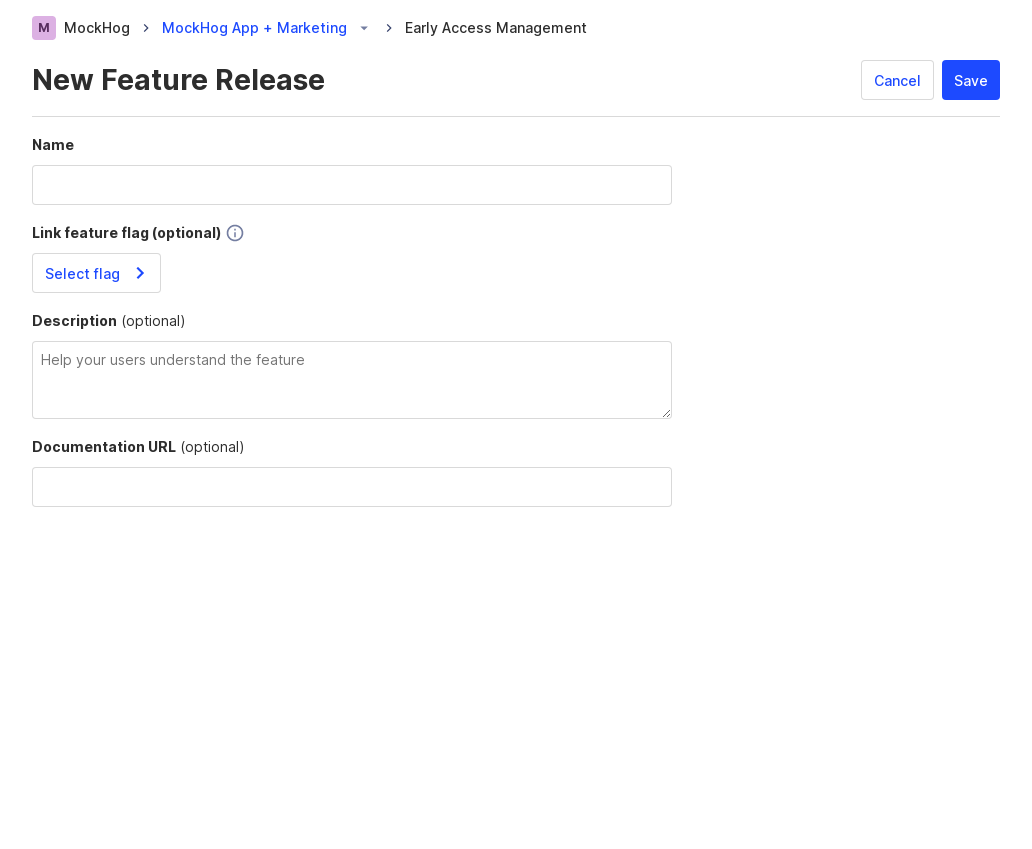 M MockHog MockHog App + Marketing Early Access Management
New Feature Release
Cancel Save
Name
Link feature flag (optional)
Select flag
Description (optional)
Help your users understand the feature
Documentation URL (optional)